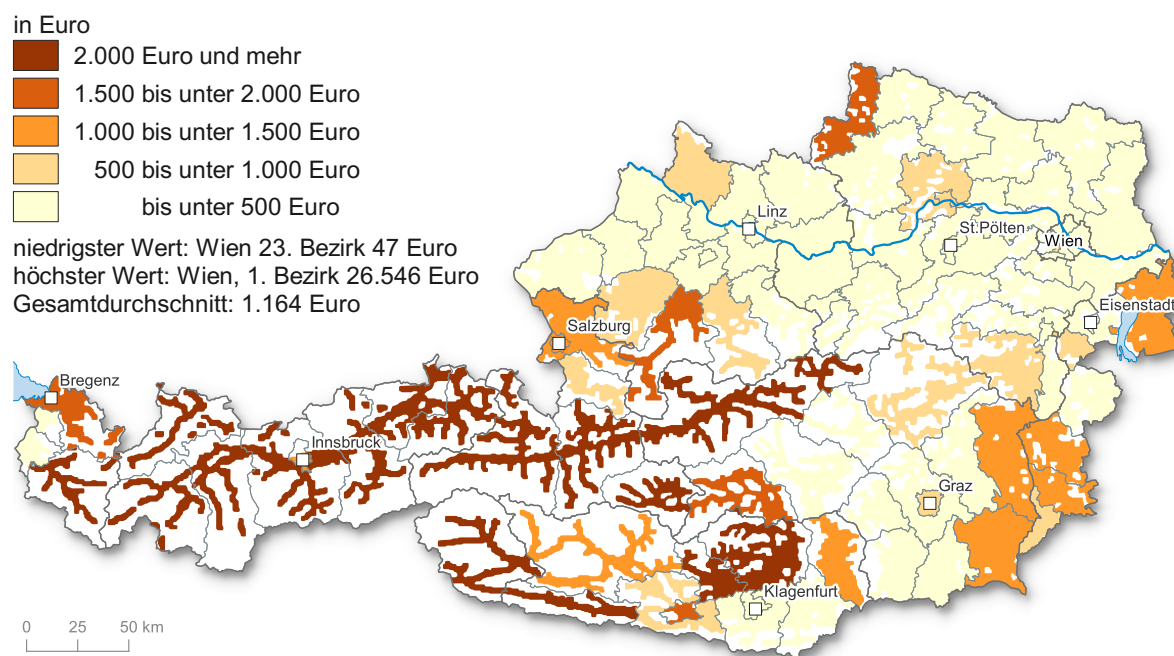 in Euro
2.000 Euro und mehr
1.500 bis unter 2.000 Euro
1.000 bis unter 1.500 Euro
500 bis unter 1.000 Euro
bis unter 500 Euro
niedrigster Wert: Wien 23. Bezirk 47 Euro
höchster Wert: Wien, 1. Bezirk 26.546 Euro
Gesamtdurchschnitt: 1.164 Euro
Linz
St.Pölten
Wien
Eisenstadt
Salzburg
Bregenz
Innsbruck
Graz
Klagenfurt
0 25 50 km